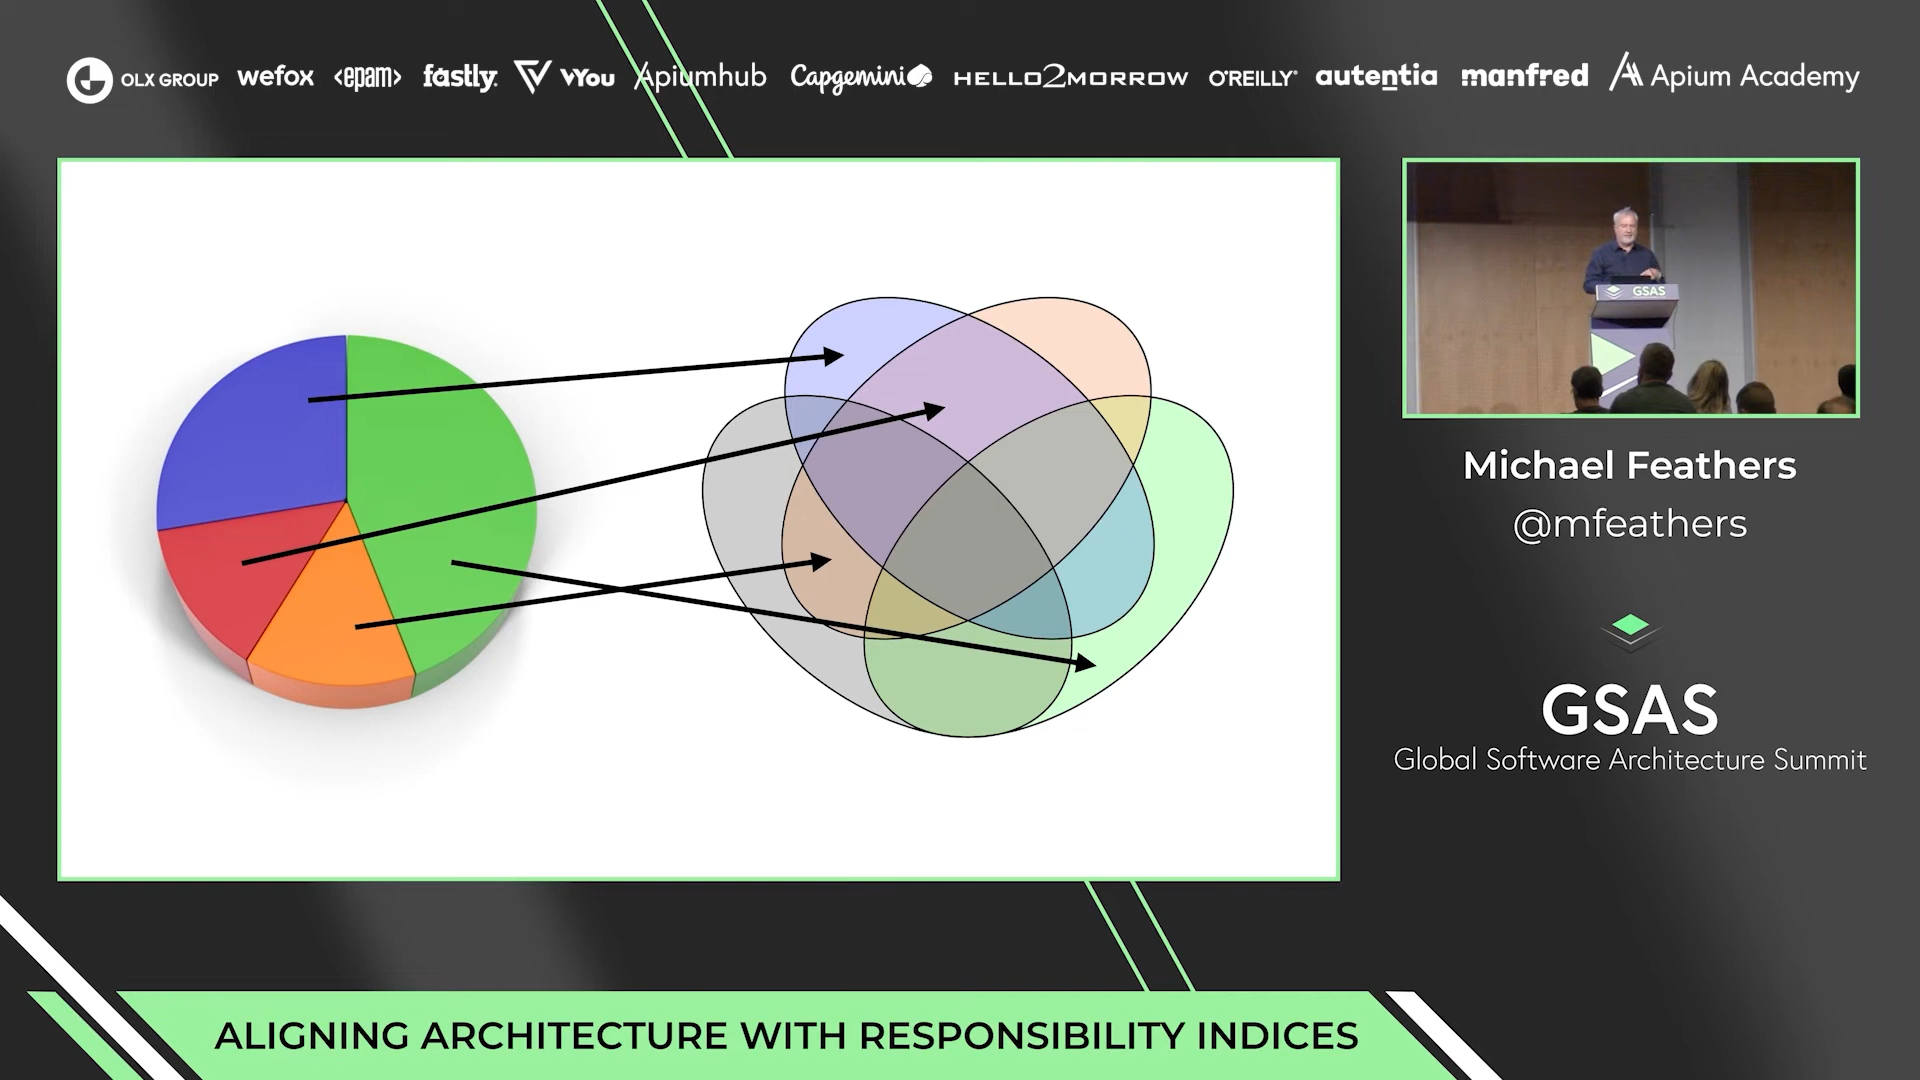 OLX GROUP wefox <epam> fastly. VYou Apiumhub Capgemini HELLO2MORROW O'REILLY® autentia manfred Apium Academy
GSAS
Michael Feathers
@mfeathers
GSAS
Global Software Architecture Summit
ALIGNING ARCHITECTURE WITH RESPONSIBILITY INDICES